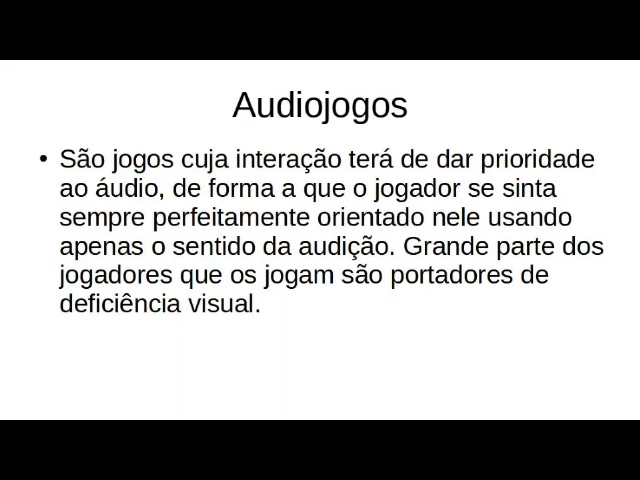 Audiojogos
• São jogos cuja interação terá de dar prioridade
ao áudio, de forma a que o jogador se sinta
sempre perfeitamente orientado nele usando
apenas o sentido da audição. Grande parte dos
jogadores que os jogam são portadores de
deficiência visual.